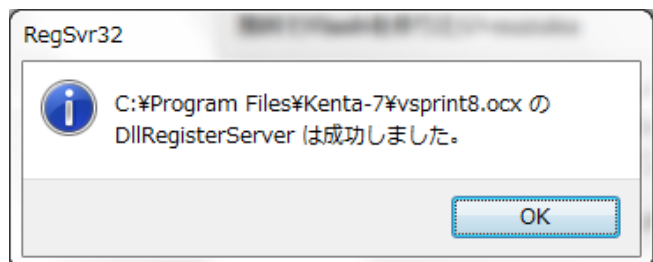 RegSvr32
C:¥Program Files¥Kenta-7¥vsprint8.ocx の
DllRegisterServer は成功しました。
OK